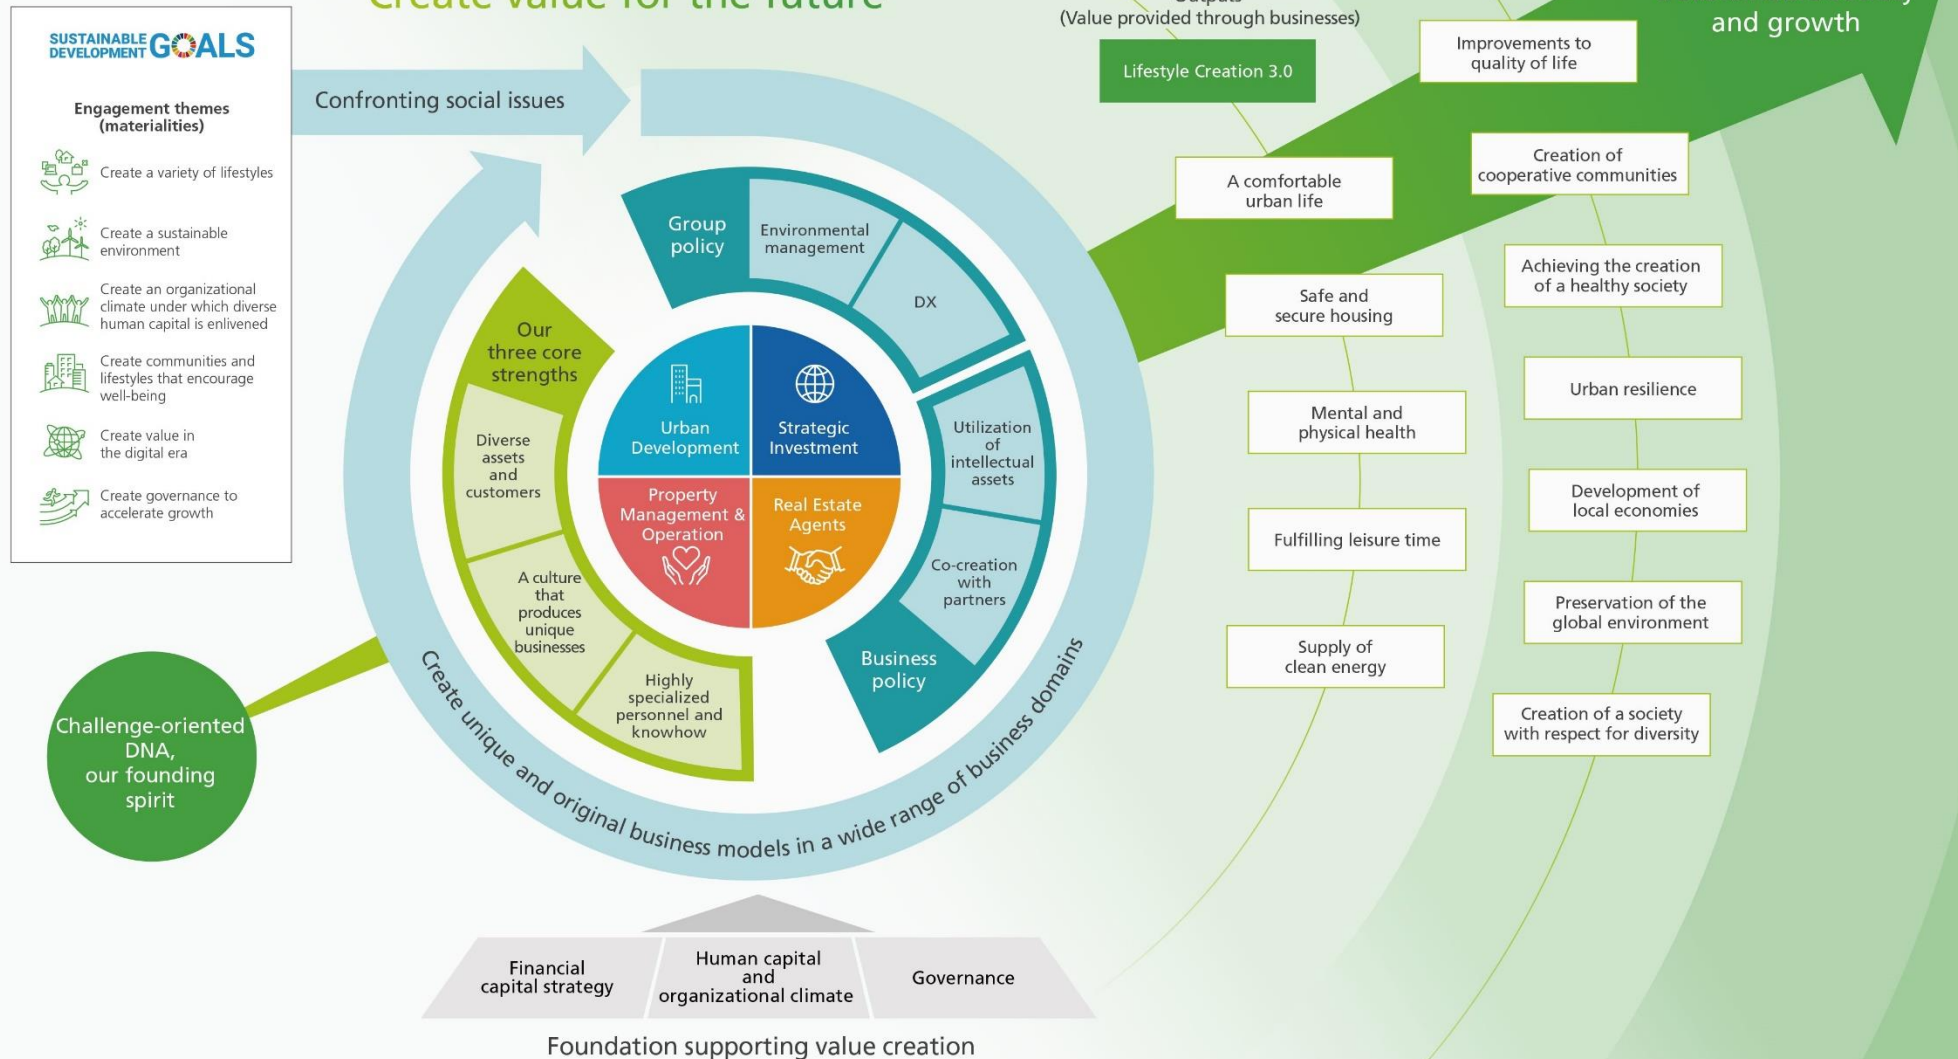 Create value for the future
SUSTAINABLE
DEVELOPMENT GOALS
Engagement themes
(materialities)
Create a variety of lifestyles
Create a sustainable
environment
Create an organizational
climate under which diverse
human capital is enlivened
Create communities and
lifestyles that encourage
well-being
Create value in
the digital era
Create governance to
accelerate growth
Confronting social issues
Challenge-oriented
DNA,
our founding
spirit
Our
three core
strengths
Diverse
assets
and
customers
A culture
that
produces
unique
businesses
Highly
specialized
personnel and
knowhow
Group
policy
Environmental
management
DX
Utilization
of
intellectual
assets
Co-creation
with
partners
Business
policy
Urban
Development
Strategic
Investment
Property
Management &
Operation
Real Estate
Agents
Create unique and original business models in a wide range of business domains
Financial
capital strategy
Human capital
and
organizational climate
Governance
Foundation supporting value creation
Outputs
(Value provided through businesses)
Lifestyle Creation 3.0
A comfortable
urban life
Safe and
secure housing
Mental and
physical health
Fulfilling leisure time
Supply of
clean energy
Improvements to
quality of life
Creation of
cooperative communities
Achieving the creation
of a healthy society
Urban resilience
Development of
local economies
Preservation of the
global environment
Creation of a society
with respect for diversity
and growth